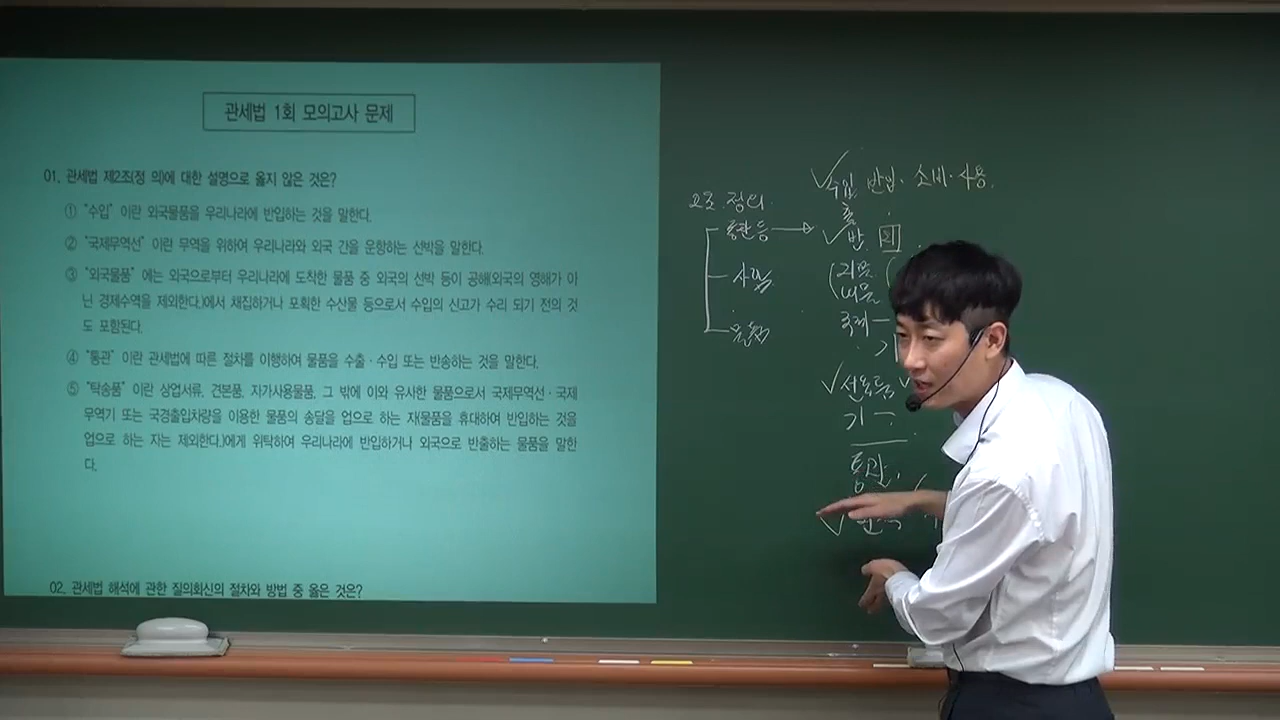 관세법 1회 모의고사 문제
01. 관세법 제2조(정 의)에 대한 설명으로 옳지 않은 것은?
① "수입" 이란 외국물품을 우리나라에 반입하는 것을 말한다.
② "국제무역선" 이란 무역을 위하여 우리나라와 외국 간을 운항하는 선박을 말한다.
③ "외국물품" 에는 외국으로부터 우리나라에 도착한 물품 중 외국의 선박 등이 공해(외국의 영해가 아
닌 경제수역을 제외한다.)에서 채집하거나 포획한 수산물 등으로서 수입의 신고가 수리 되기 전의 것
도 포함된다.
④ "통관" 이란 관세법에 따른 절차를 이행하여 물품을 수출·수입 또는 반송하는 것을 말한다.
⑤ "탁송품" 이란 상업서류, 견본품, 자가사용물품, 그 밖에 이와 유사한 물품으로서 국제무역선·국제
무역기 또는 국경출입차량을 이용한 물품의 송달을 업으로 하는 자(물품을 휴대하여 반입하는 것을
업으로 하는 자는 제외한다.)에게 위탁하여 우리나라에 반입하거나 외국으로 반출하는 물품을 말한
다.
02. 관세법 해석에 관한 질의회신의 절차와 방법 중 옳은 것은?
2조. 정의.
통관 등
수입 반입·소비·사용.
출
반.
국제
선용품
기
통관.